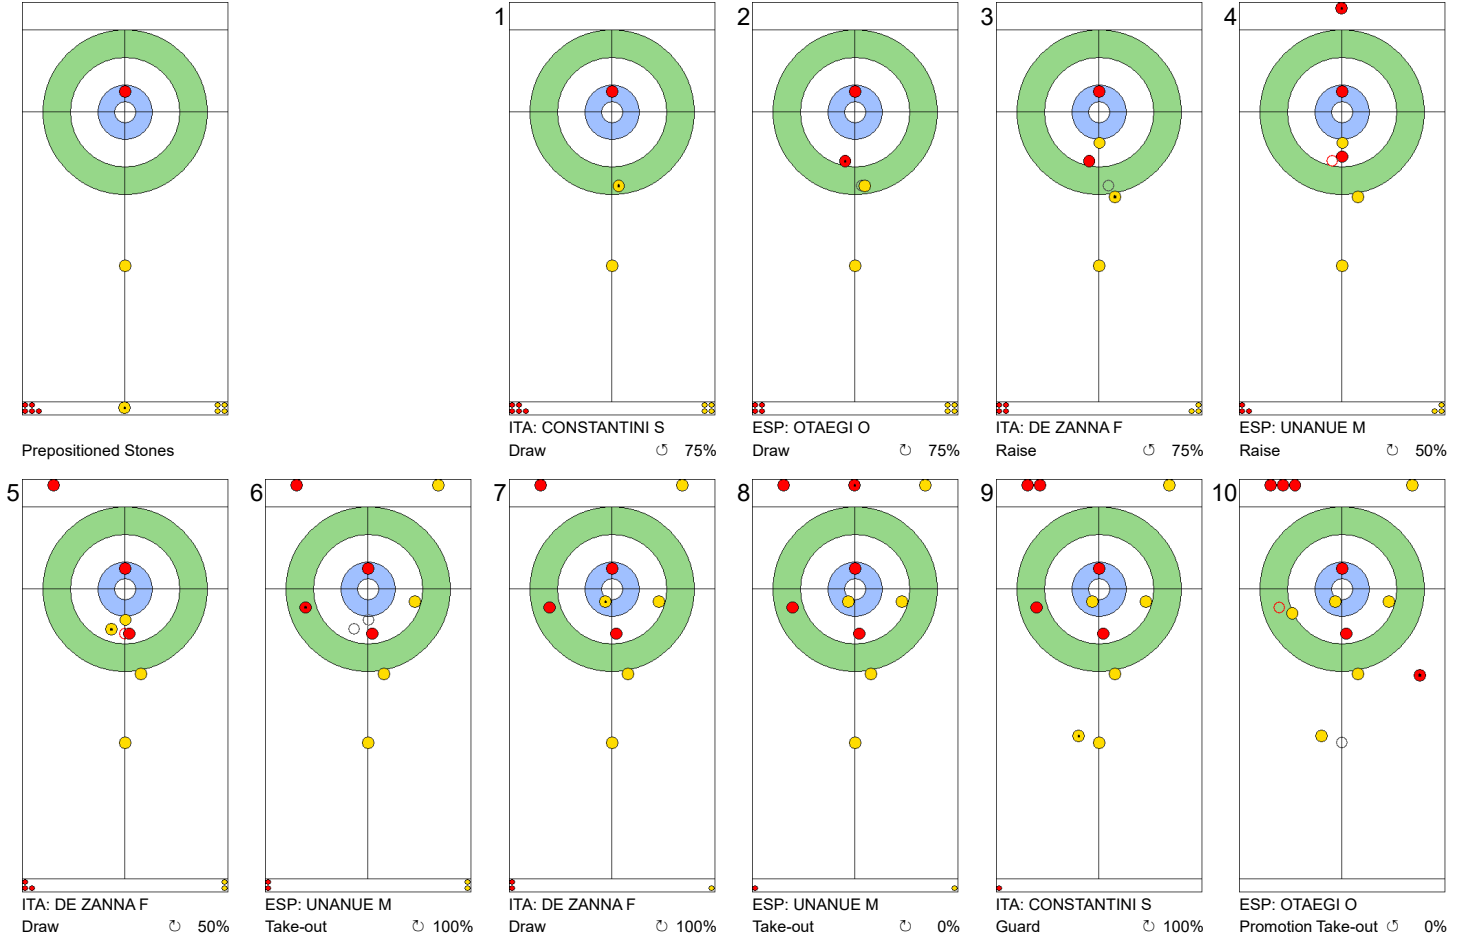 Prepositioned Stones
1
ITA: CONSTANTINI S
Draw 75%
2
ESP: OTAEGI O
Draw 75%
3
ITA: DE ZANNA F
Raise 75%
4
ESP: UNANUE M
Raise 50%
5
ITA: DE ZANNA F
Draw 50%
6
ESP: UNANUE M
Take-out 100%
7
ITA: DE ZANNA F
Draw 100%
8
ESP: UNANUE M
Take-out 0%
9
ITA: CONSTANTINI S
Guard 100%
10
ESP: OTAEGI O
Promotion Take-out 0%